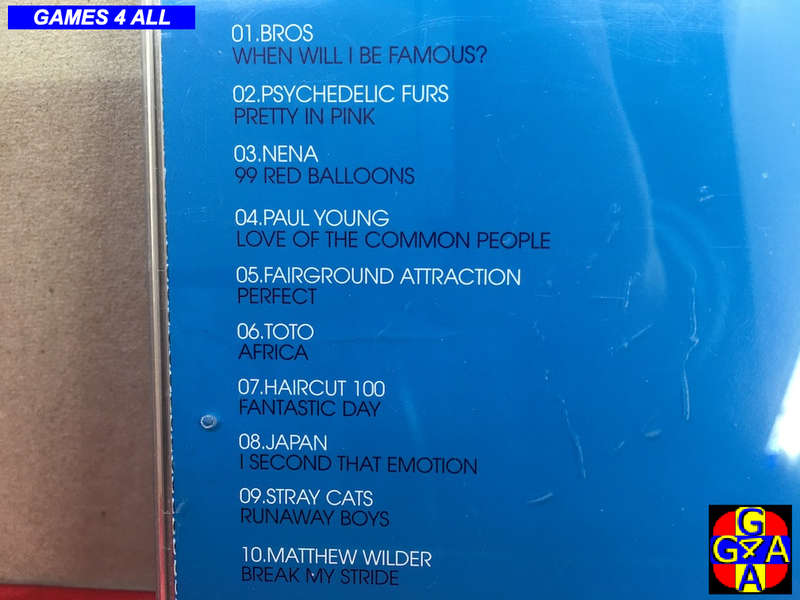 GAMES 4 ALL
01.BROS
WHEN WILL I BE FAMOUS?
02.PSYCHEDELIC FURS
PRETTY IN PINK
03.NENA
99 RED BALLOONS
04.PAUL YOUNG
LOVE OF THE COMMON PEOPLE
05.FAIRGROUND ATTRACTION
PERFECT
06.TOTO
AFRICA
07.HAIRCUT 100
FANTASTIC DAY
08.JAPAN
I SECOND THAT EMOTION
09.STRAY CATS
RUNAWAY BOYS
10.MATTHEW WILDER
BREAK MY STRIDE
G
G4A
A